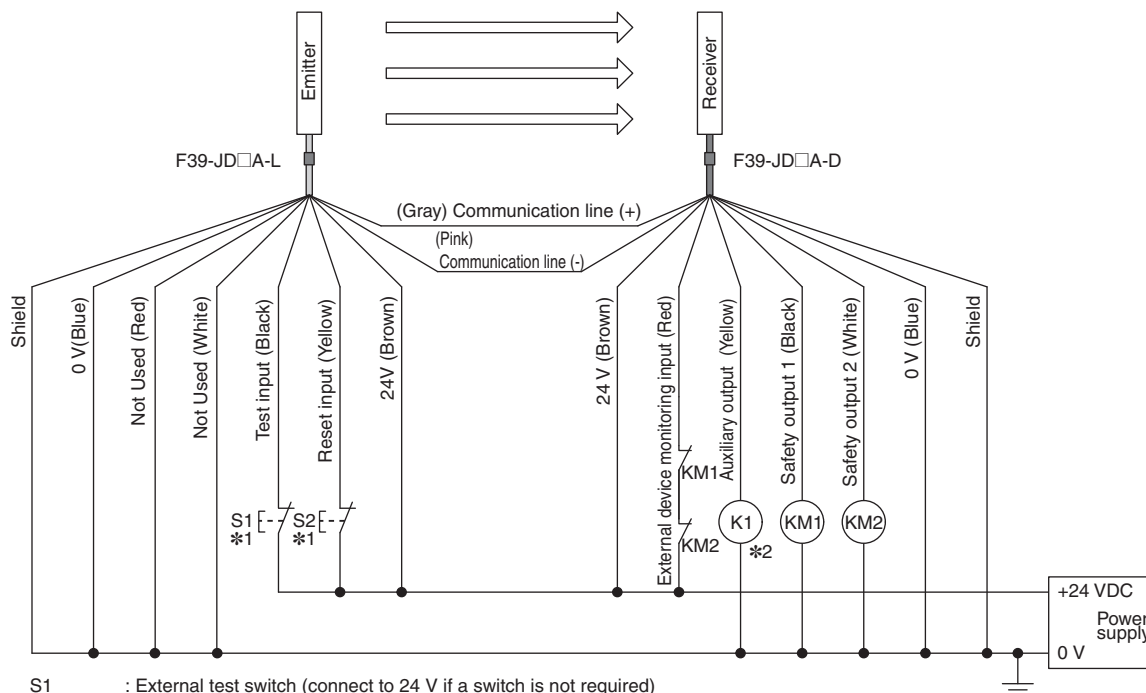 Emitter
Receiver
F39-JD□A-L
F39-JD□A-D
(Gray) Communication line (+)
(Pink)
Communication line (-)
Shield
0 V(Blue)
Not Used (Red)
Not Used (White)
Test input (Black)
Reset input (Yellow)
24V (Brown)
24 V (Brown)
External device monitoring input (Red)
Auxiliary output (Yellow)
Safety output 1 (Black)
Safety output 2 (White)
0 V (Blue)
Shield
KM1
S1
*1
S2
*1
KM2
K1
*2
KM1
KM2
+24 VDC
Power
supply
0 V
S1 : External test switch (connect to 24 V if a switch is not required)